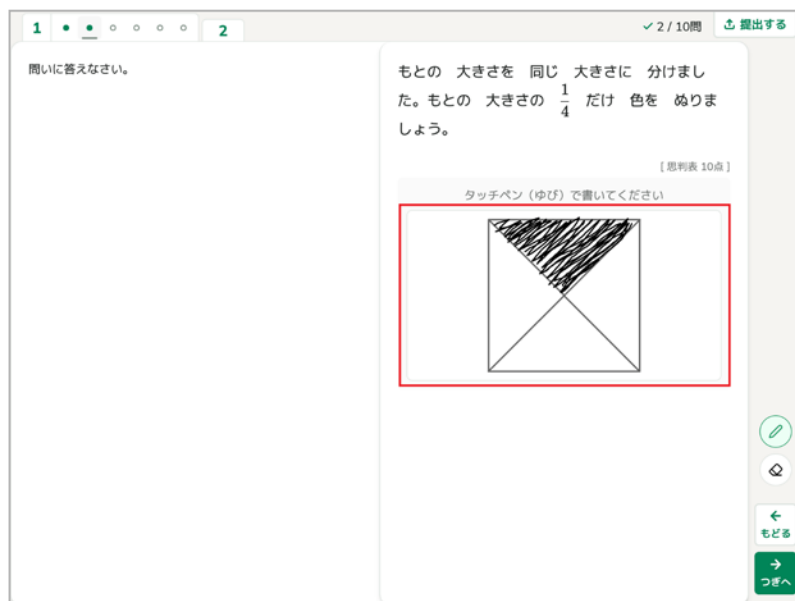 1
2
✓ 2 / 10問
提出する
問いに答えなさい。
もとの 大きさを 同じ 大きさに 分けまし
た。もとの 大きさの 1/4 だけ 色を ぬりま
しょう。
[ 思判表 10点 ]
タッチペン(ゆび)で書いてください
←
もどる
→
つぎへ